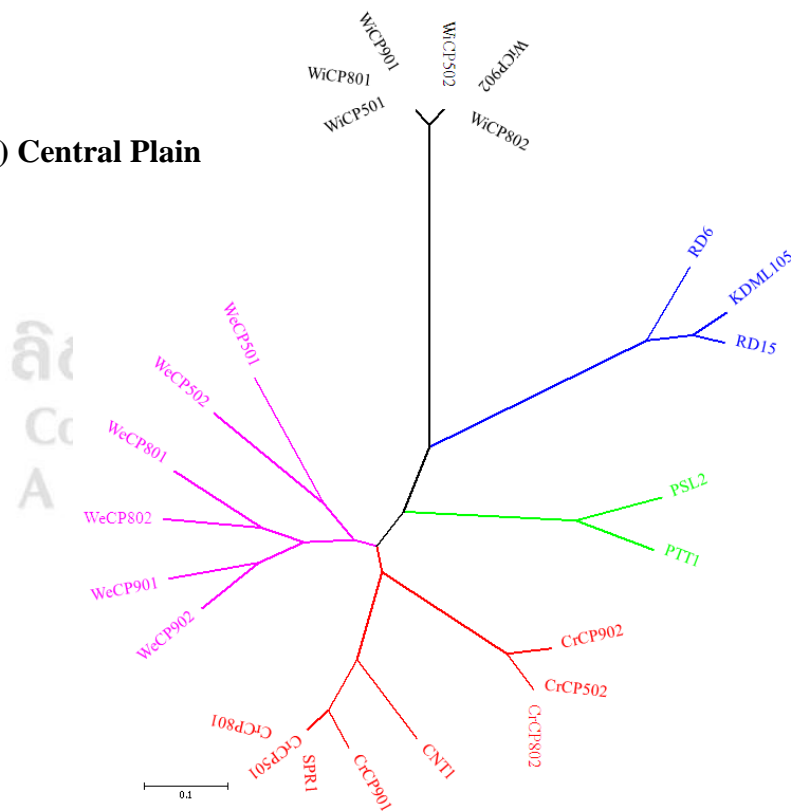 WiCP901
WiCP502
WiCP902
WiCP801
WiCP501
WiCP802
) Central Plain
RD6
KDML105
RD15
WeCP501
WeCP502
WeCP801
WeCP802
WeCP901
WeCP902
PSL2
PTT1
CrCP902
CrCP502
CrCP802
CrCP801
CrCP501
SPR1
CrCP901
CNT1
0.1
A